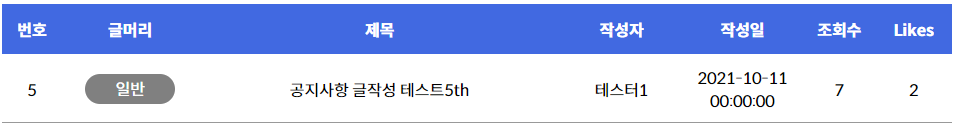 번호 글머리 제목 작성자 작성일 조회수 Likes
5 일반 공지사항 글작성 테스트5th 테스터1 2021-10-11 00:00:00 7 2